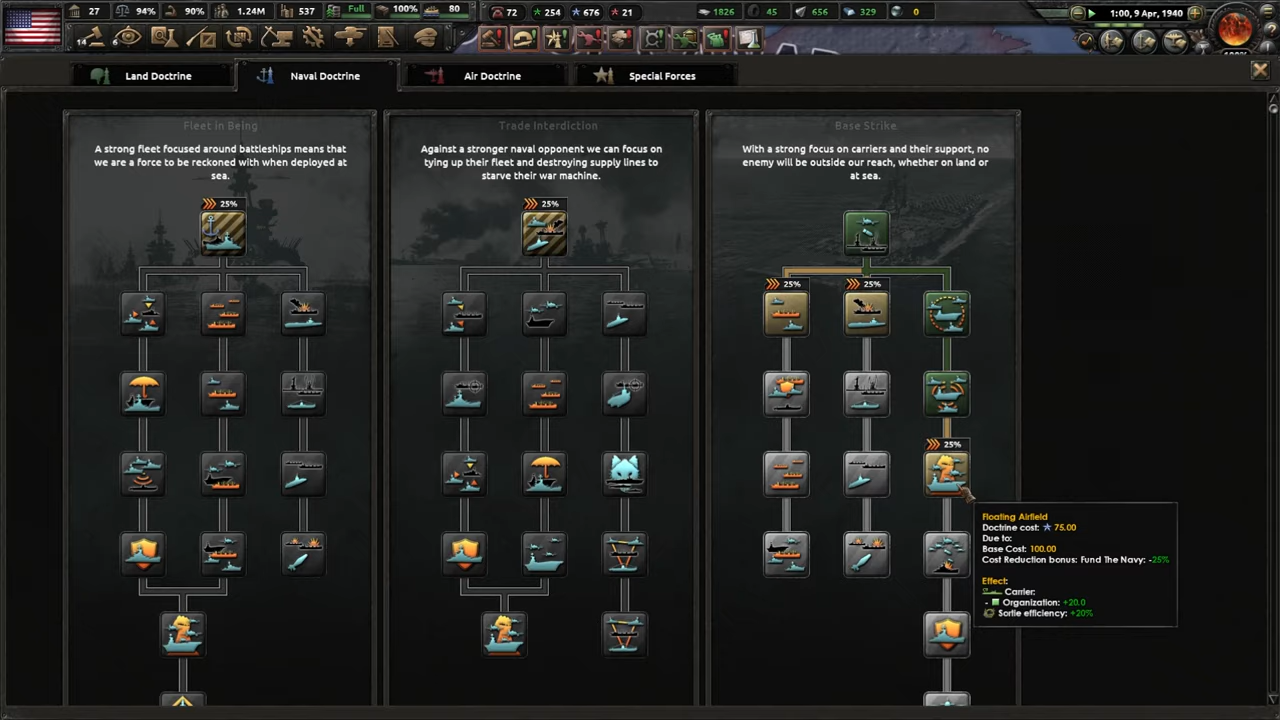 27
94%
90%
1.24M
537
Full
100%
80
72
254
676
21
1826
45
656
329
0
1:00, 9 Apr, 1940
14
6
Land Doctrine
Naval Doctrine
Air Doctrine
Special Forces
Fleet in Being
A strong fleet focused around battleships means that
we are a force to be reckoned with when deployed at
sea.
25%
Trade Interdiction
Against a stronger naval opponent we can focus on
tying up their fleet and destroying supply lines to
starve their war machine.
25%
Base Strike
With a strong focus on carriers and their support, no
enemy will be outside our reach, whether on land or
at sea.
25%
25%
25%
Floating Airfield
Doctrine cost: 75.00
Due to:
Base Cost: 100.00
Cost Reduction bonus: Fund The Navy: -25%
Effect:
Carrier:
- Organization: +20.0
Sortie efficiency: +20%